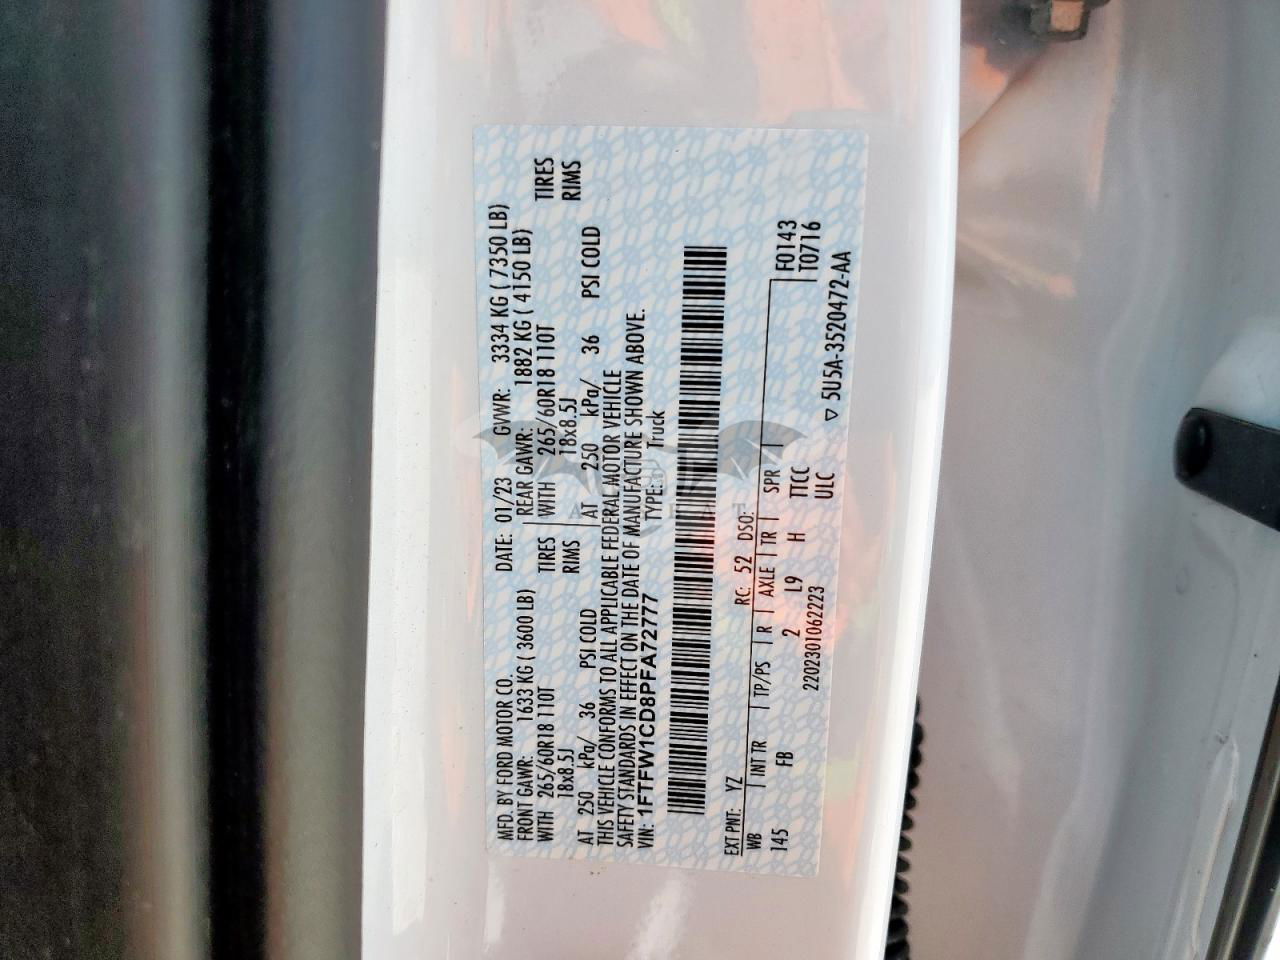 MFD. BY FORD MOTOR CO. DATE: 01/23 GVWR: 3334 KG ( 7350 LB)
FRONT GAWR: 1633 KG ( 3600 LB) REAR GAWR: 1882 KG ( 4150 LB)
WITH 265/60R18 110T TIRES WITH 265/60R18 110T TIRES
18x8.5J RIMS 18x8.5J RIMS
AT 250 kPa/ 36 PSI COLD AT 250 kPa/ 36 PSI COLD
THIS VEHICLE CONFORMS TO ALL APPLICABLE FEDERAL MOTOR VEHICLE
SAFETY STANDARDS IN EFFECT ON THE DATE OF MANUFACTURE SHOWN ABOVE.
VIN: 1FTFW1CD8PFA72777 TYPE: Truck
EXT PNT: YZ RC: 52 DSO:
WB INT TR TP/PS R AXLE TR SPR F0143
145 FB 2 L9 H TTCC T0716
2202301062223 ULC
▽ 5U5A-3520472-AA